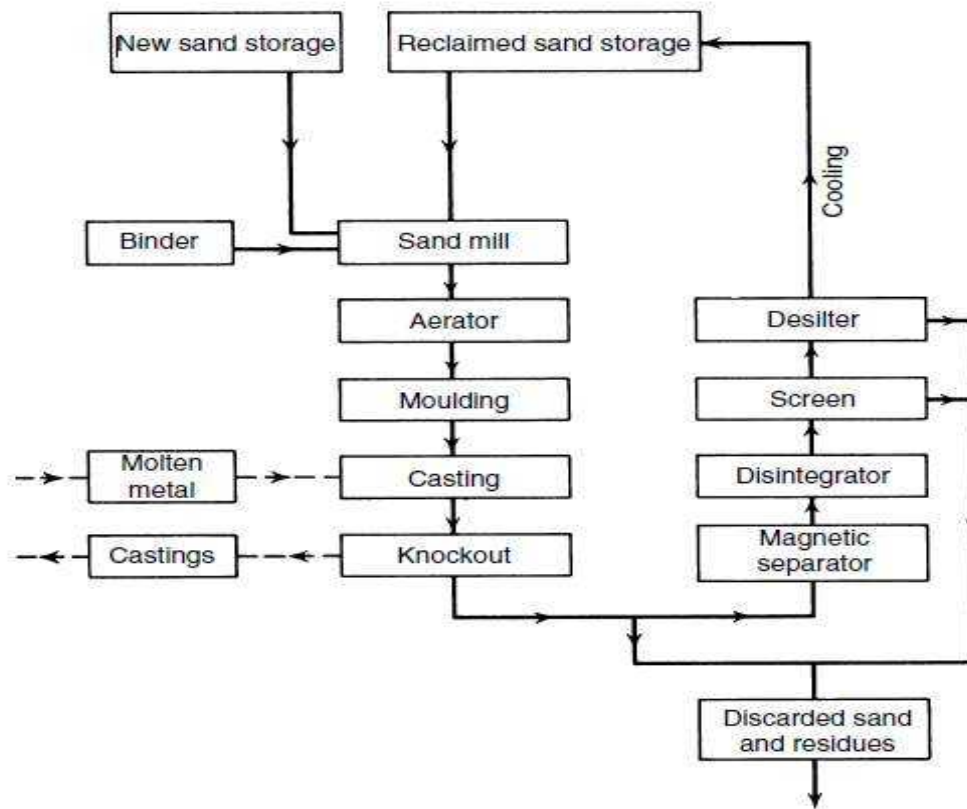 New sand storage
Reclaimed sand storage
Cooling
Binder
Sand mill
Aerator
Desilter
Moulding
Screen
Molten
metal
Casting
Disintegrator
Castings
Knockout
Magnetic
separator
Discarded sand
and residues